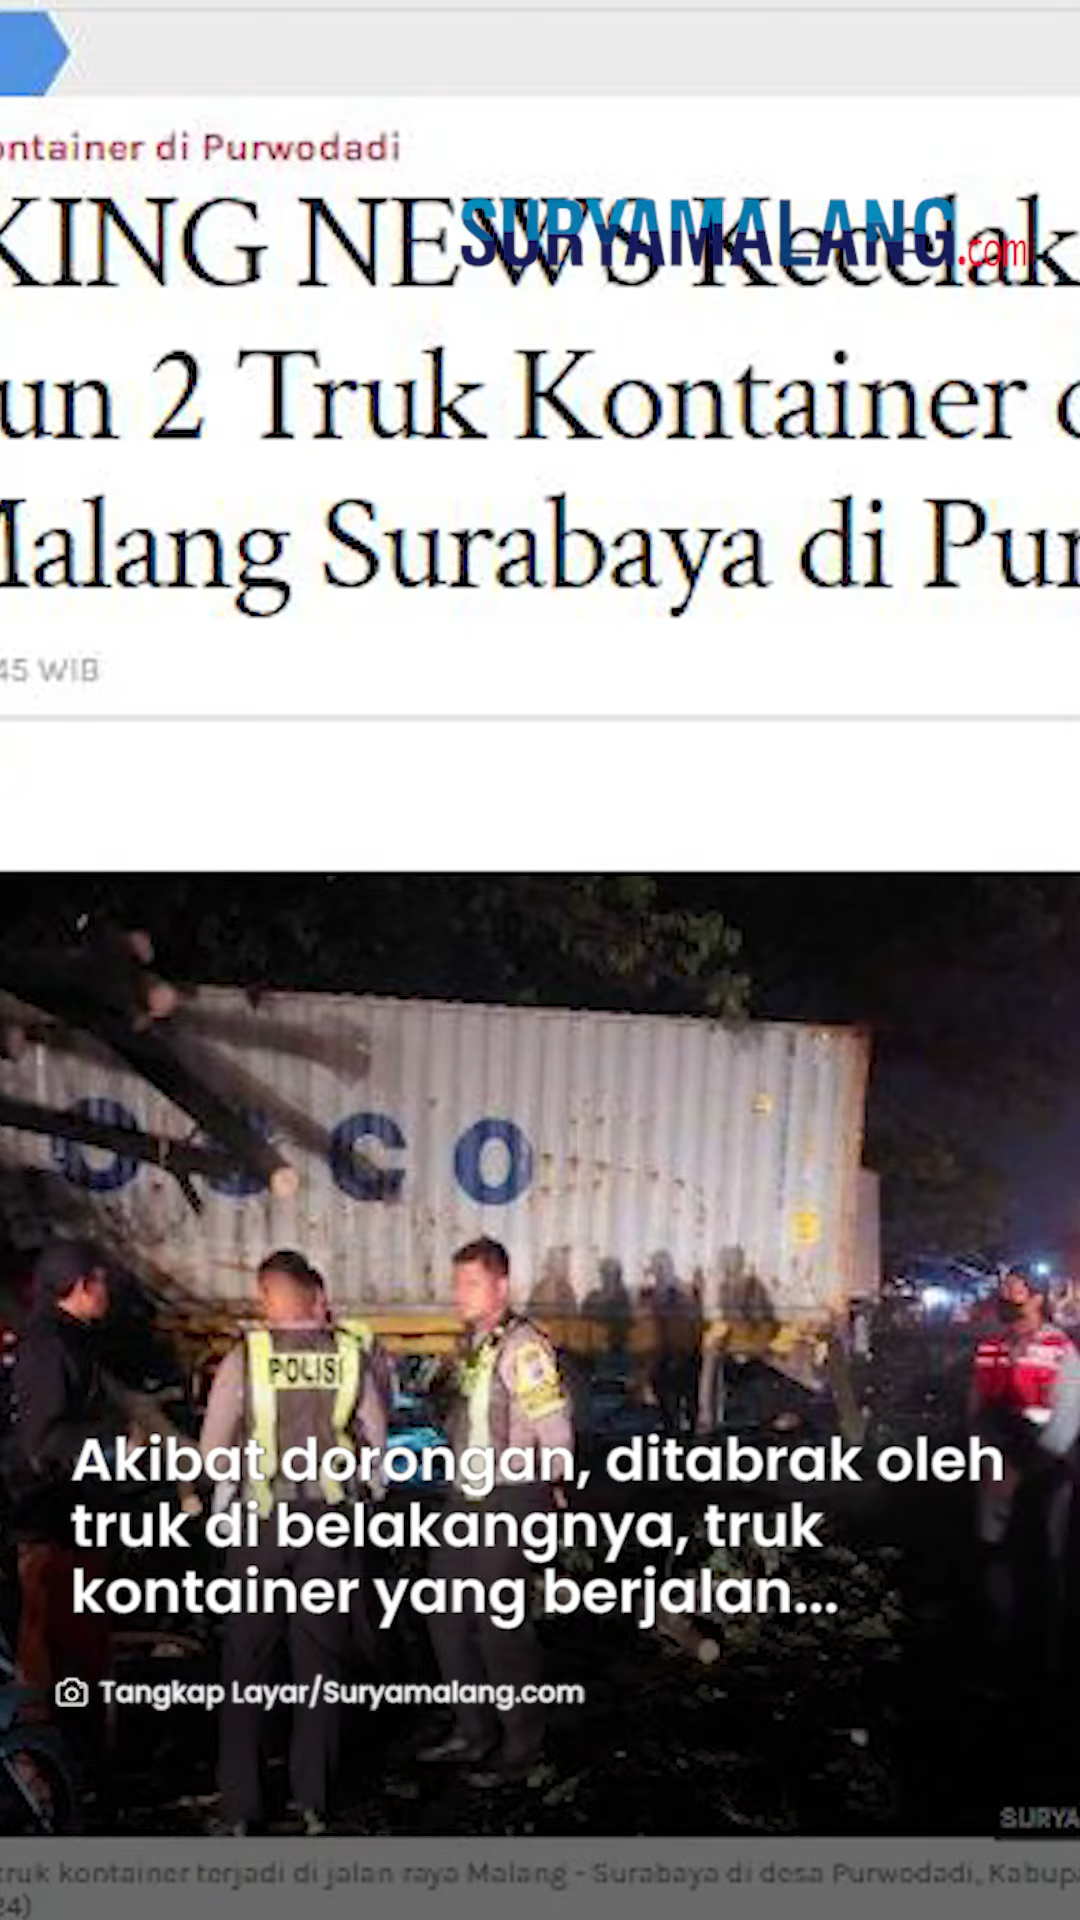 ontainer di Purwodadi
KING NEWS Kecelak
SURYAMALANG.com
un 2 Truk Kontainer d
Malang Surabaya di Pur
45 WIB
OSCO
POLISI
Akibat dorongan, ditabrak oleh
truk di belakangnya, truk
kontainer yang berjalan...
Tangkap Layar/Suryamalang.com
SURYA
truk kontainer terjadi di jalan raya Malang - Surabaya di desa Purwodadi, Kabupa
24)